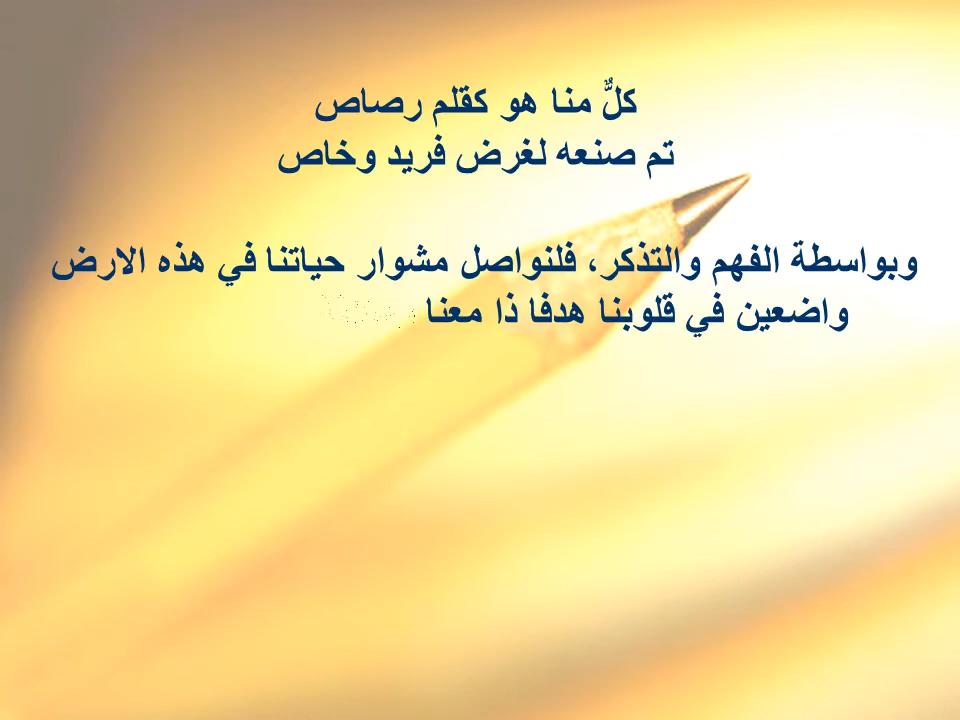 كلٌّ منا هو كقلم رصاص
تم صنعه لغرض فريد وخاص
وبواسطة الفهم والتذكر، فلنواصل مشوار حياتنا في هذه الارض
واضعين في قلوبنا هدفا ذا معنا